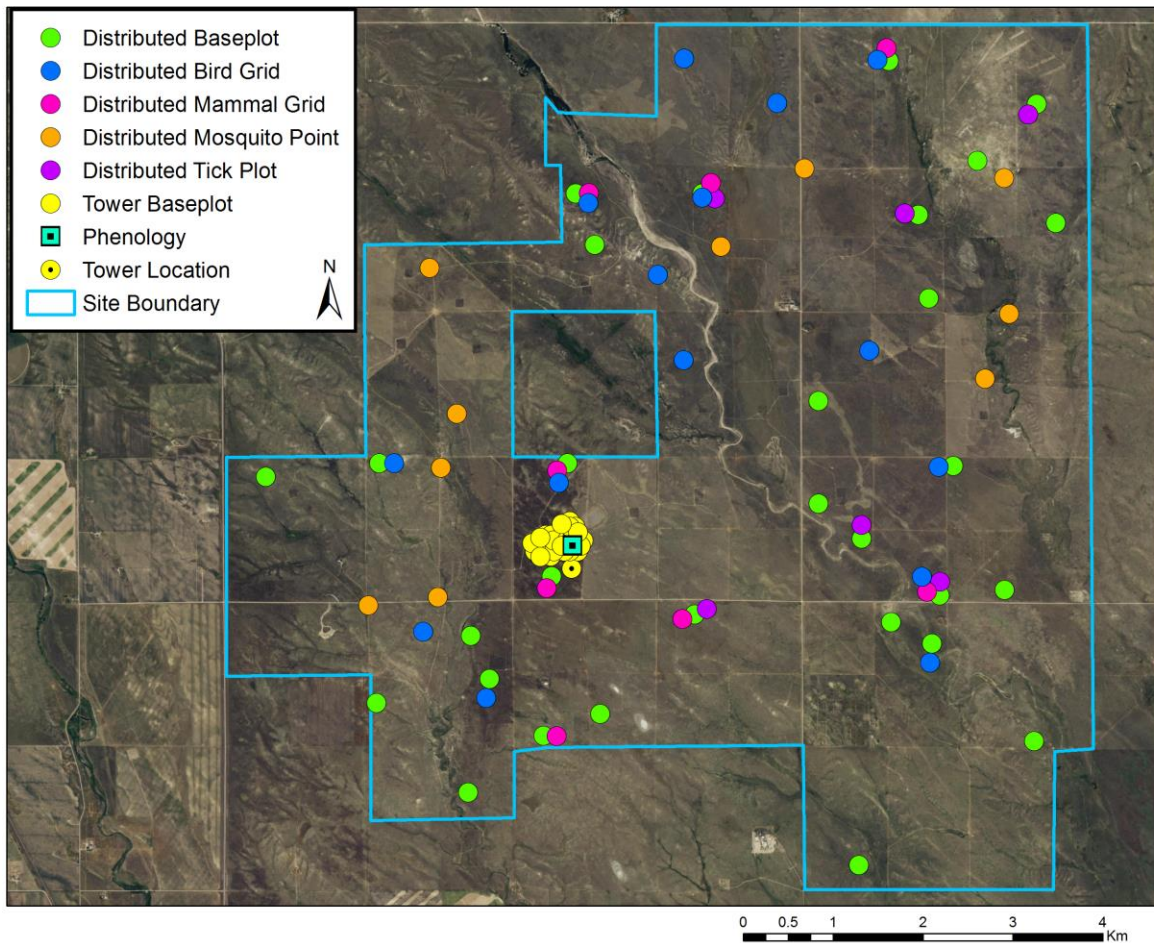 Distributed Baseplot
Distributed Bird Grid
Distributed Mammal Grid
Distributed Mosquito Point
Distributed Tick Plot
Tower Baseplot
Phenology
Tower Location
Site Boundary
N
0 0.5 1 2 3 4
Km